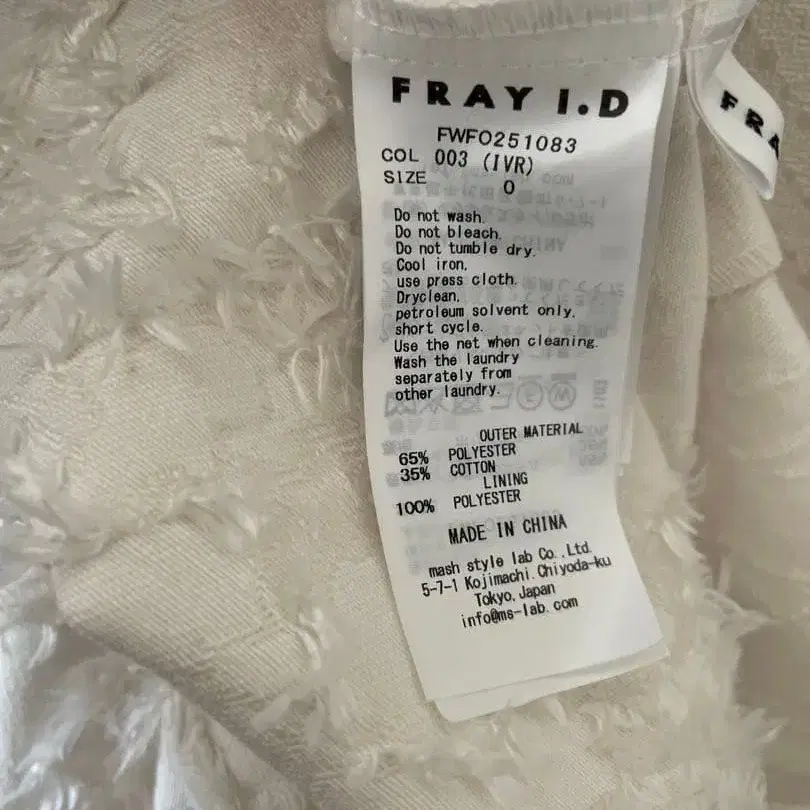 FRAY I.D
FWFO251083
COL 003 (IVR)
SIZE 0
Do not wash.
Do not bleach.
Do not tumble dry.
Cool iron,
use press cloth.
Dryclean,
petroleum solvent only,
short cycle.
Use the net when cleaning.
Wash the laundry
separately from
other laundry.
OUTER MATERIAL
65% POLYESTER
35% COTTON
LINING
100% POLYESTER
MADE IN CHINA
mash style lab Co.,Ltd.
5-7-1 Kojimachi,Chiyoda-ku
Tokyo,Japan
info@ms-lab.com
FRA